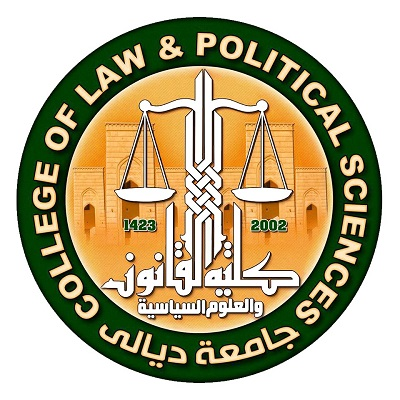 COLLEGE OF LAW & POLITICAL SCIENCES
1423 2002
كلية القانون
والعلوم السياسية
جامعة ديالى